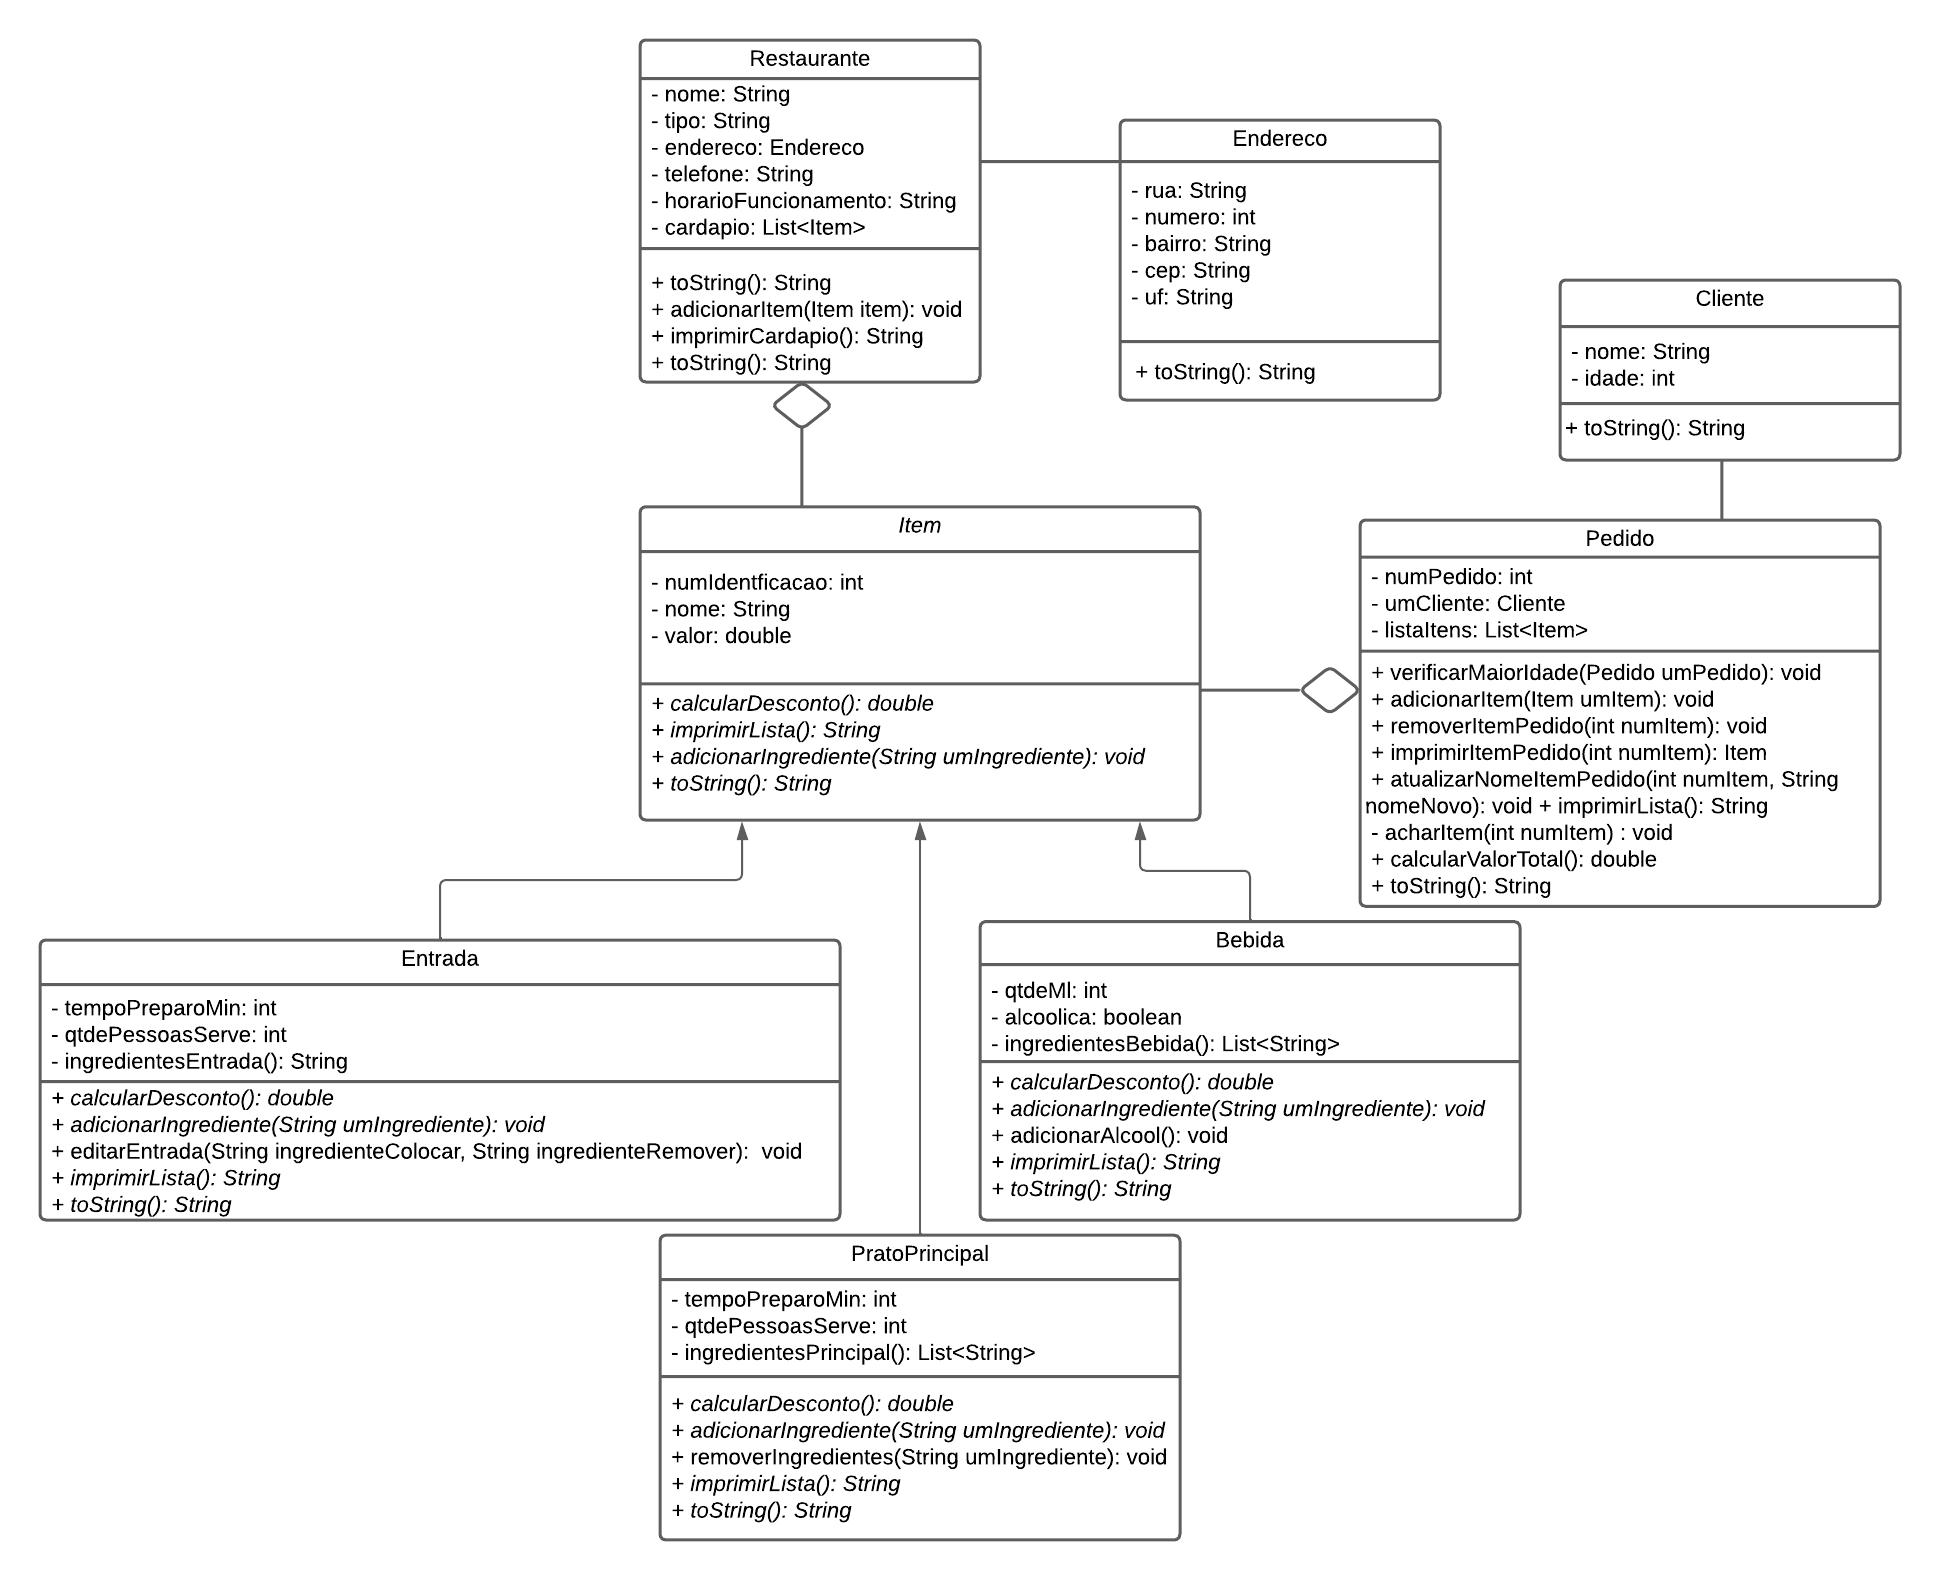 Restaurante
- nome: String
- tipo: String
- endereco: Endereco
- telefone: String
- horarioFuncionamento: String
- cardapio: List<Item>
+ toString(): String
+ adicionarItem(Item item): void
+ imprimirCardapio(): String
+ toString(): String
Endereco
- rua: String
- numero: int
- bairro: String
- cep: String
- uf: String
+ toString(): String
Cliente
- nome: String
- idade: int
+ toString(): String
Item
- numIdentficacao: int
- nome: String
- valor: double
+ calcularDesconto(): double
+ imprimirLista(): String
+ adicionarIngrediente(String umIngrediente): void
+ toString(): String
Pedido
- numPedido: int
- umCliente: Cliente
- listaItens: List<Item>
+ verificarMaiorIdade(Pedido umPedido): void
+ adicionarItem(Item umItem): void
+ removerItemPedido(int numItem): void
+ imprimirItemPedido(int numItem): Item
+ atualizarNomeItemPedido(int numItem, String
nomeNovo): void + imprimirLista(): String
- acharItem(int numItem) : void
+ calcularValorTotal(): double
+ toString(): String
Entrada
- tempoPreparoMin: int
- qtdePessoasServe: int
- ingredientesEntrada(): String
+ calcularDesconto(): double
+ adicionarIngrediente(String umIngrediente): void
+ editarEntrada(String ingredienteColocar, String ingredienteRemover):  void
+ imprimirLista(): String
+ toString(): String
Bebida
- qtdeMl: int
- alcoolica: boolean
- ingredientesBebida(): List<String>
+ calcularDesconto(): double
+ adicionarIngrediente(String umIngrediente): void
+ adicionarAlcool(): void
+ imprimirLista(): String
+ toString(): String
PratoPrincipal
- tempoPreparoMin: int
- qtdePessoasServe: int
- ingredientesPrincipal(): List<String>
+ calcularDesconto(): double
+ adicionarIngrediente(String umIngrediente): void
+ removerIngredientes(String umIngrediente): void
+ imprimirLista(): String
+ toString(): String